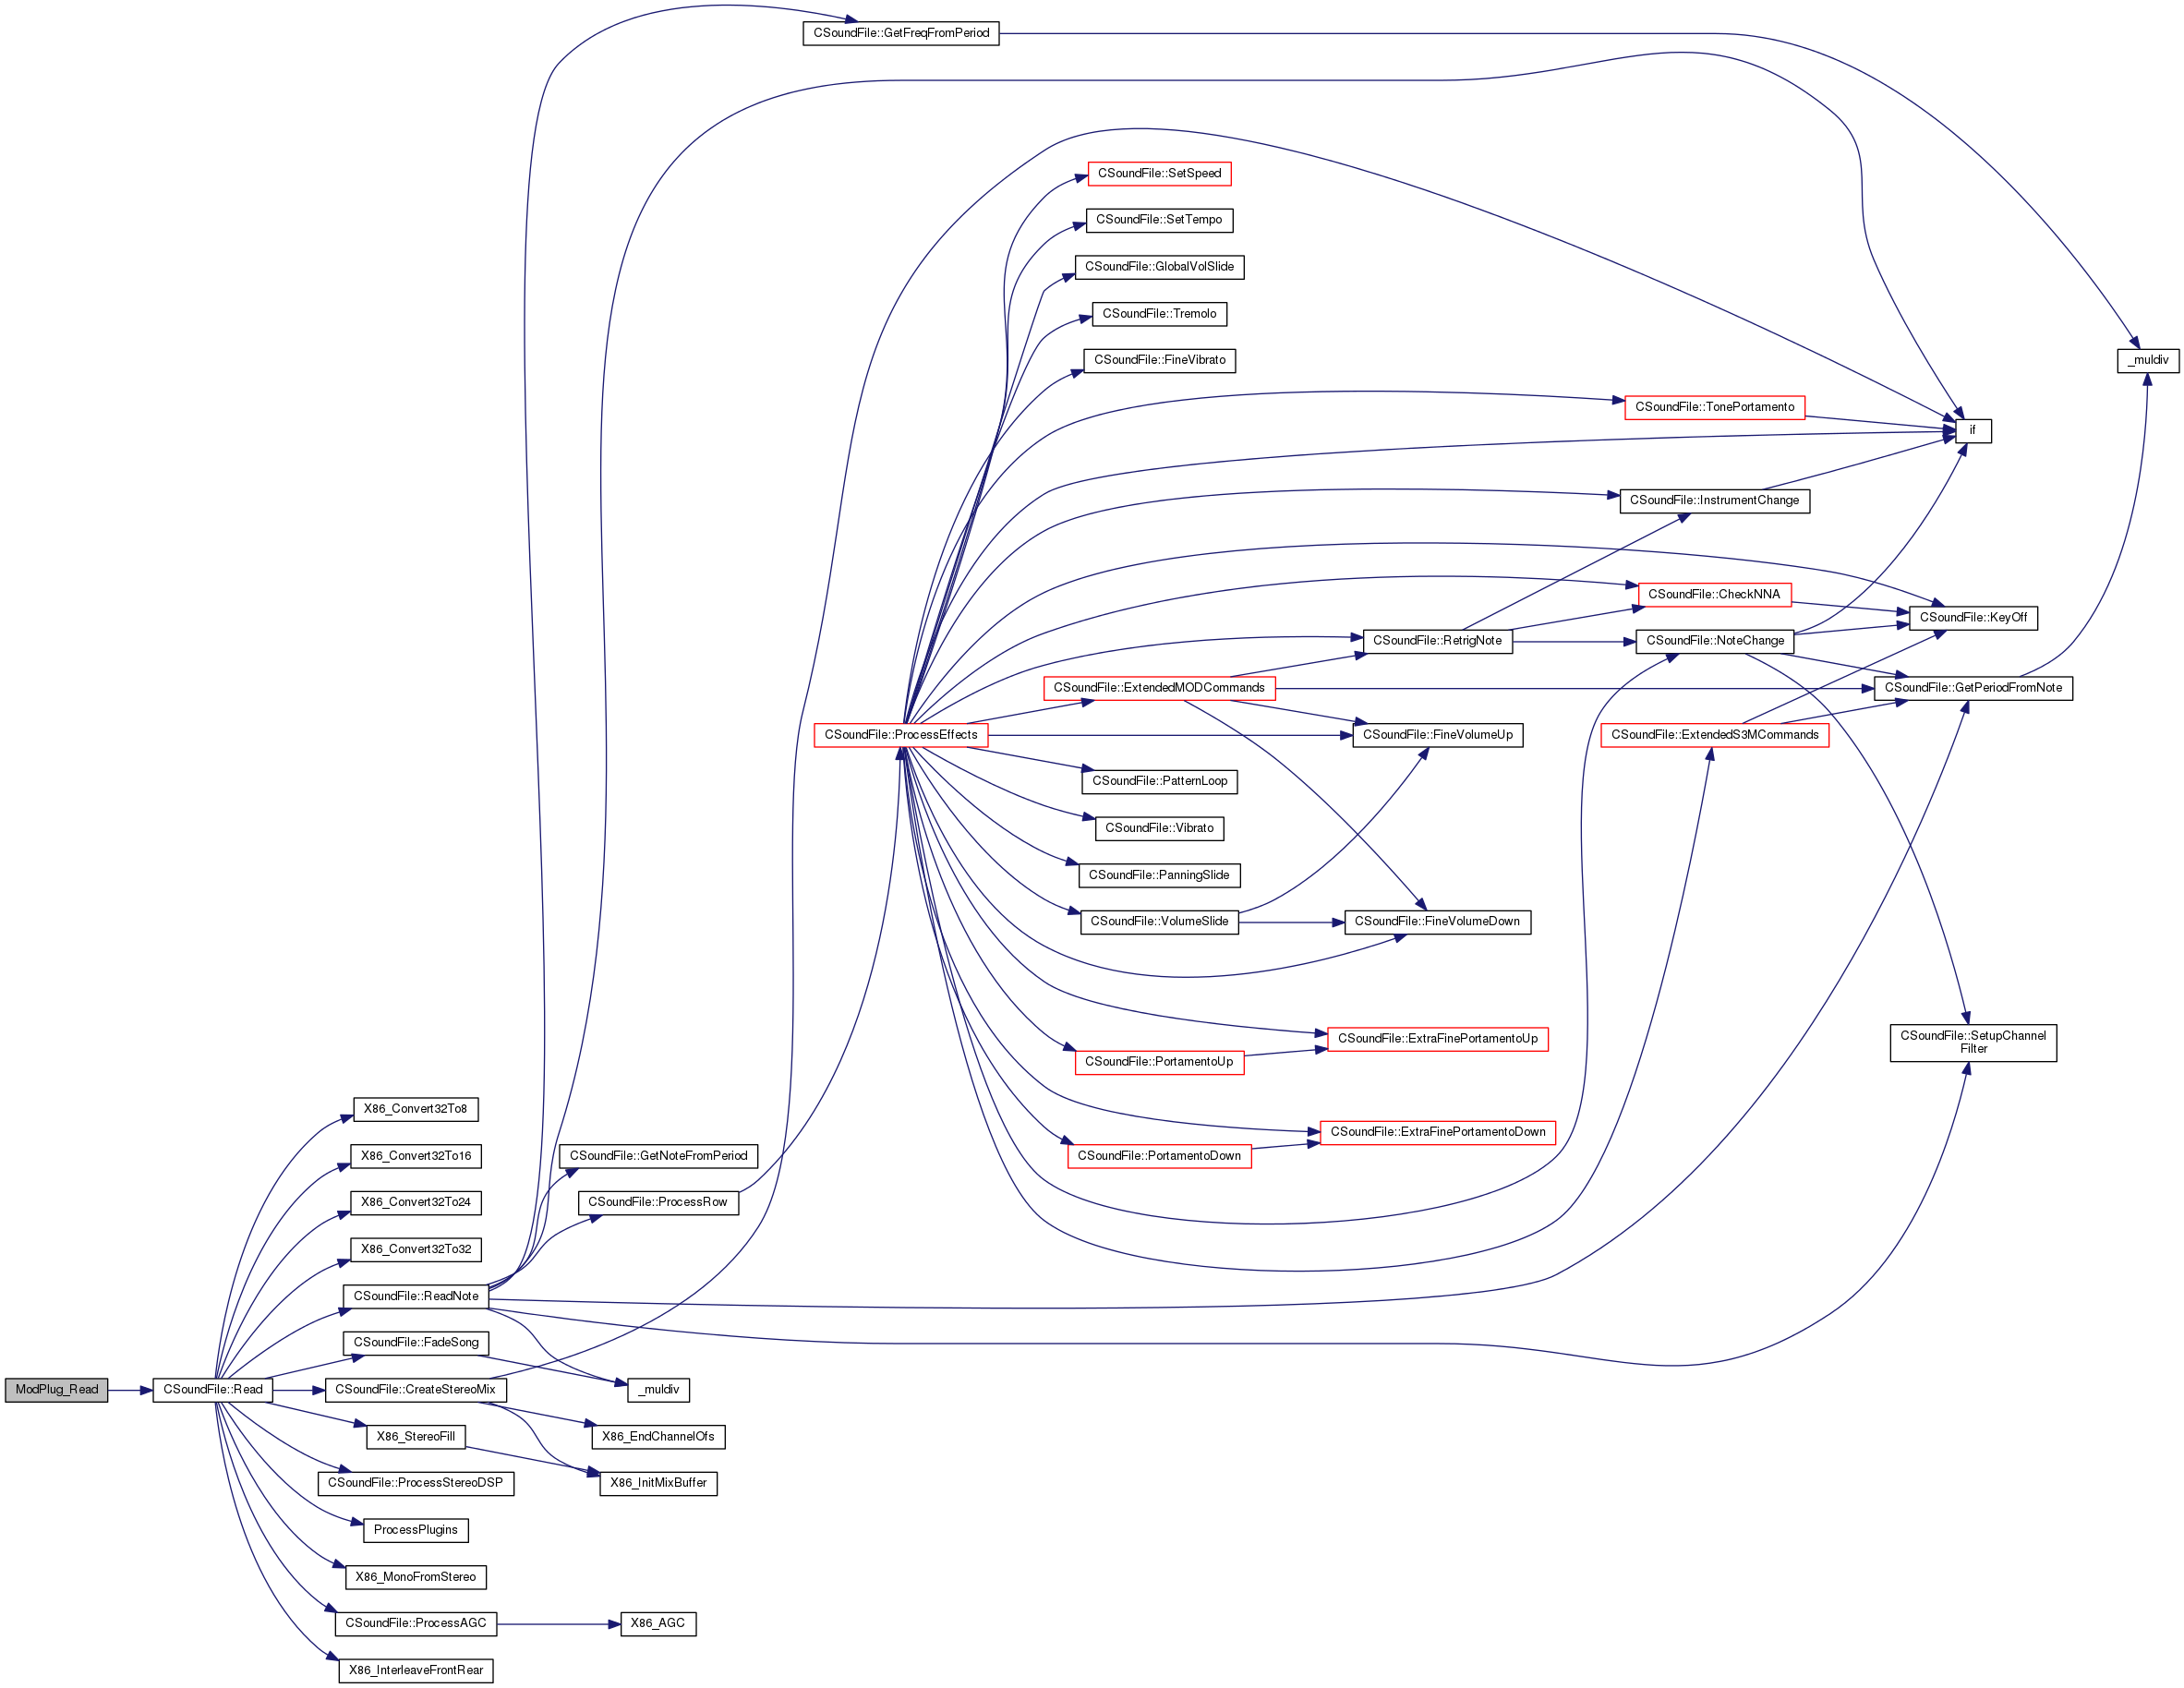 CSoundFile::GetFreqFromPeriod
CSoundFile::SetSpeed
CSoundFile::SetTempo
CSoundFile::GlobalVolSlide
CSoundFile::Tremolo
CSoundFile::FineVibrato
_muldiv
CSoundFile::TonePortamento
if
CSoundFile::InstrumentChange
CSoundFile::CheckNNA
CSoundFile::KeyOff
CSoundFile::RetrigNote
CSoundFile::NoteChange
CSoundFile::ExtendedMODCommands
CSoundFile::GetPeriodFromNote
CSoundFile::ProcessEffects
CSoundFile::FineVolumeUp
CSoundFile::ExtendedS3MCommands
CSoundFile::PatternLoop
CSoundFile::Vibrato
CSoundFile::PanningSlide
CSoundFile::VolumeSlide
CSoundFile::FineVolumeDown
CSoundFile::ExtraFinePortamentoUp
CSoundFile::SetupChannel
Filter
CSoundFile::PortamentoUp
X86_Convert32To8
CSoundFile::ExtraFinePortamentoDown
X86_Convert32To16
CSoundFile::GetNoteFromPeriod
CSoundFile::PortamentoDown
X86_Convert32To24
CSoundFile::ProcessRow
X86_Convert32To32
CSoundFile::ReadNote
CSoundFile::FadeSong
ModPlug_Read
CSoundFile::Read
CSoundFile::CreateStereoMix
_muldiv
X86_StereoFill
X86_EndChannelOfs
CSoundFile::ProcessStereoDSP
X86_InitMixBuffer
ProcessPlugins
X86_MonoFromStereo
CSoundFile::ProcessAGC
X86_AGC
X86_InterleaveFrontRear